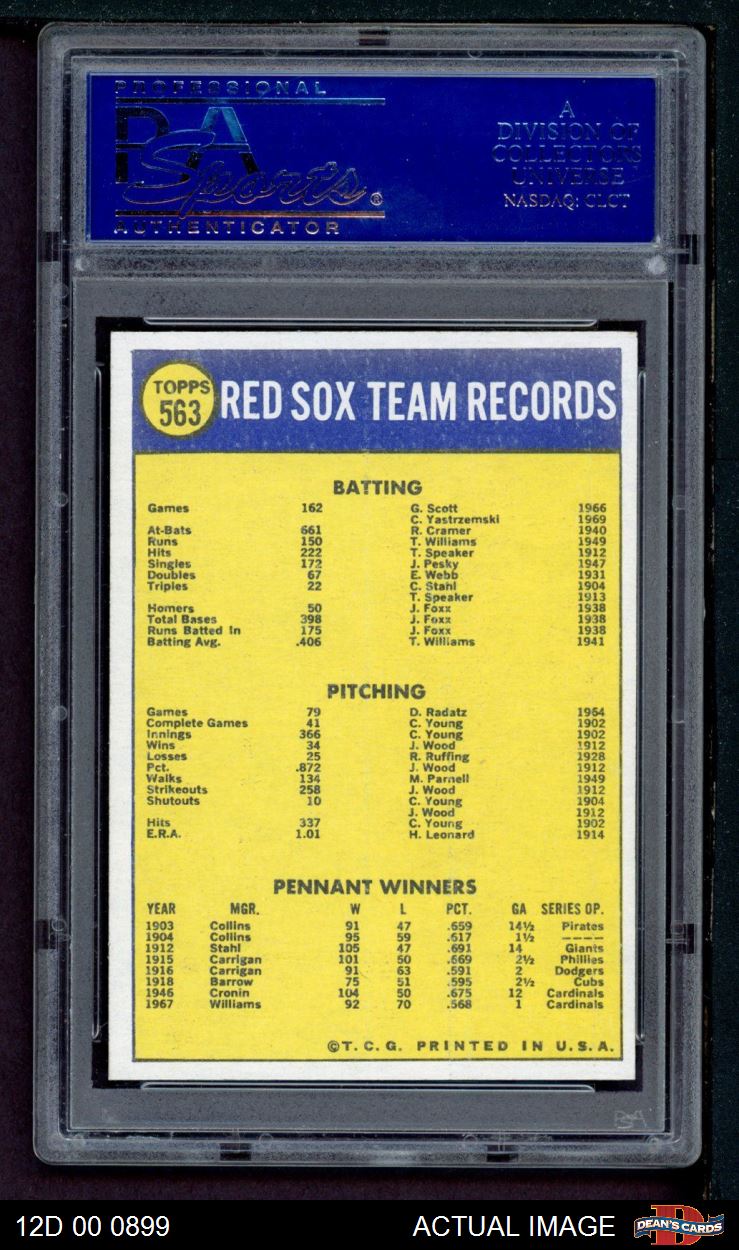 PROFESSIONAL
PSA
Sports ®
AUTHENTICATOR
A
DIVISION OF
COLLECTORS
UNIVERSE
NASDAQ: CLCT
TOPPS
563
RED SOX TEAM RECORDS
BATTING
Games 162 G. Scott 1966
C. Yastrzemski 1969
At-Bats 661 R. Cramer 1940
Runs 150 T. Williams 1949
Hits 222 T. Speaker 1912
Singles 172 J. Pesky 1947
Doubles 67 E. Webb 1931
Triples 22 C. Stahl 1904
T. Speaker 1913
Homers 50 J. Foxx 1938
Total Bases 398 J. Foxx 1938
Runs Batted In 175 J. Foxx 1938
Batting Avg. .406 T. Williams 1941
PITCHING
Games 79 D. Radatz 1964
Complete Games 41 C. Young 1902
Innings 366 C. Young 1902
Wins 34 J. Wood 1912
Losses 25 R. Ruffing 1928
Pct. .872 J. Wood 1912
Walks 134 M. Parnell 1949
Strikeouts 258 J. Wood 1912
Shutouts 10 C. Young 1904
J. Wood 1912
Hits 337 C. Young 1902
E.R.A. 1.01 H. Leonard 1914
PENNANT WINNERS
YEAR MGR. W L PCT. GA SERIES OP.
1903 Collins 91 47 .659 14½ Pirates
1904 Collins 95 59 .617 1½ ----
1912 Stahl 105 47 .691 14 Giants
1915 Carrigan 101 50 .669 2½ Phillies
1916 Carrigan 91 63 .591 2 Dodgers
1918 Barrow 75 51 .595 2½ Cubs
1946 Cronin 104 50 .675 12 Cardinals
1967 Williams 92 70 .568 1 Cardinals
©T. C. G. PRINTED IN U. S. A.
PSA
12D 00 0899 ACTUAL IMAGE DEAN'S CARDS